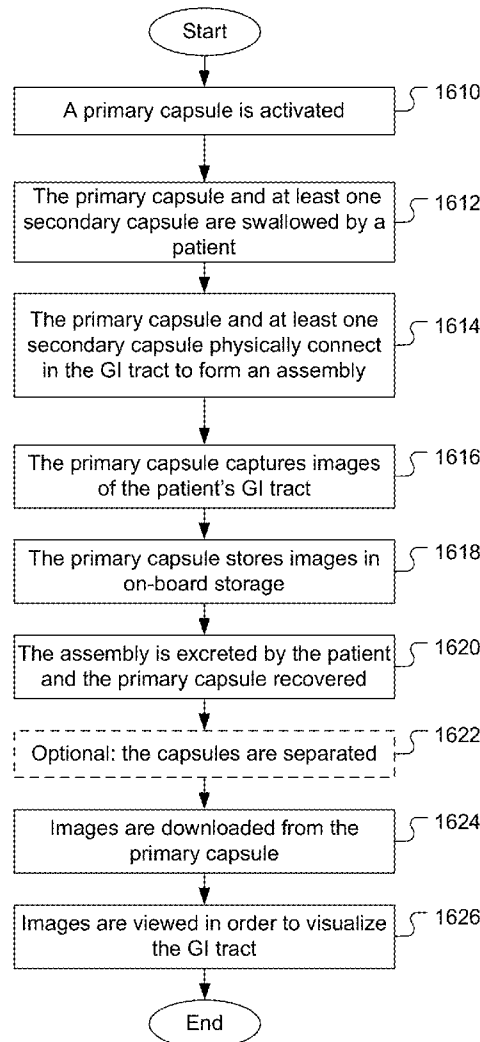 Start
A primary capsule is activated
1610
The primary capsule and at least one
secondary capsule are swallowed by a
patient
1612
The primary capsule and at least one
secondary capsule physically connect
in the GI tract to form an assembly
1614
The primary capsule captures images
of the patient's GI tract
1616
The primary capsule stores images in
on-board storage
1618
The assembly is excreted by the patient
and the primary capsule recovered
1620
Optional: the capsules are separated
1622
Images are downloaded from the
primary capsule
1624
Images are viewed in order to visualize
the GI tract
1626
End